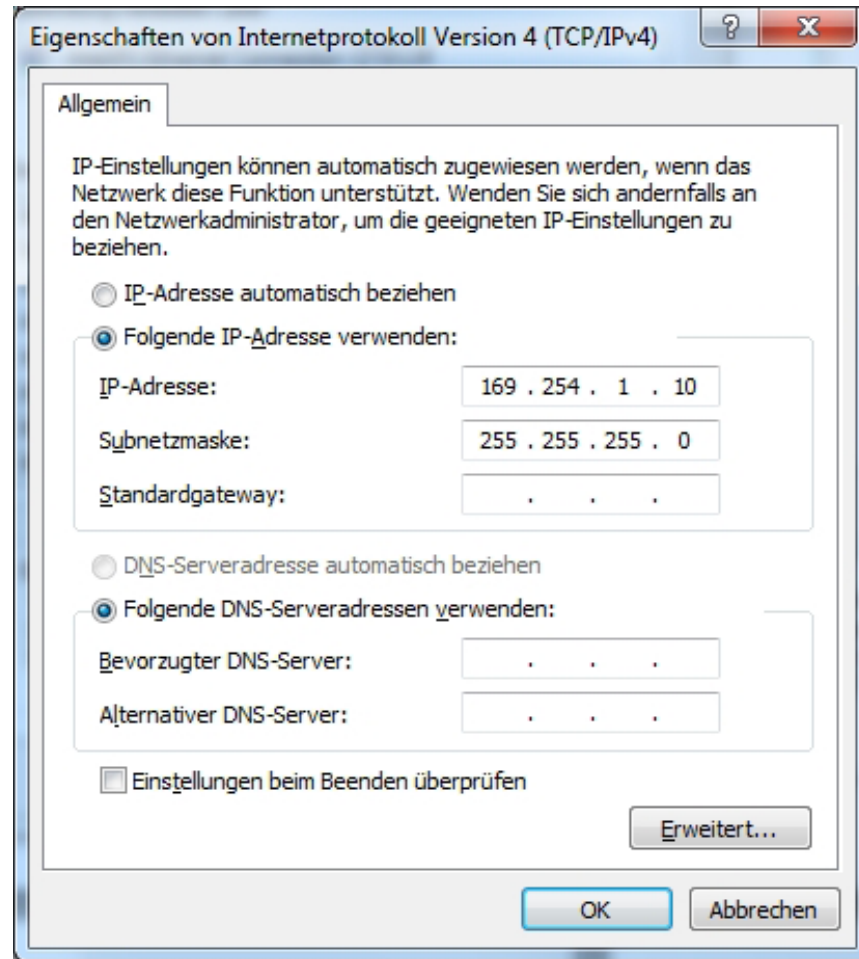 Eigenschaften von Internetprotokoll Version 4 (TCP/IPv4)
?
X
Allgemein
IP-Einstellungen können automatisch zugewiesen werden, wenn das
Netzwerk diese Funktion unterstützt. Wenden Sie sich andernfalls an
den Netzwerkadministrator, um die geeigneten IP-Einstellungen zu
beziehen.
IP-Adresse automatisch beziehen
Folgende IP-Adresse verwenden:
IP-Adresse: 169 . 254 . 1 . 10
Subnetzmaske: 255 . 255 . 255 . 0
Standardgateway: . . .
DNS-Serveradresse automatisch beziehen
Folgende DNS-Serveradressen verwenden:
Bevorzugter DNS-Server: . . .
Alternativer DNS-Server: . . .
Einstellungen beim Beenden überprüfen
Erweitert...
OK Abbrechen